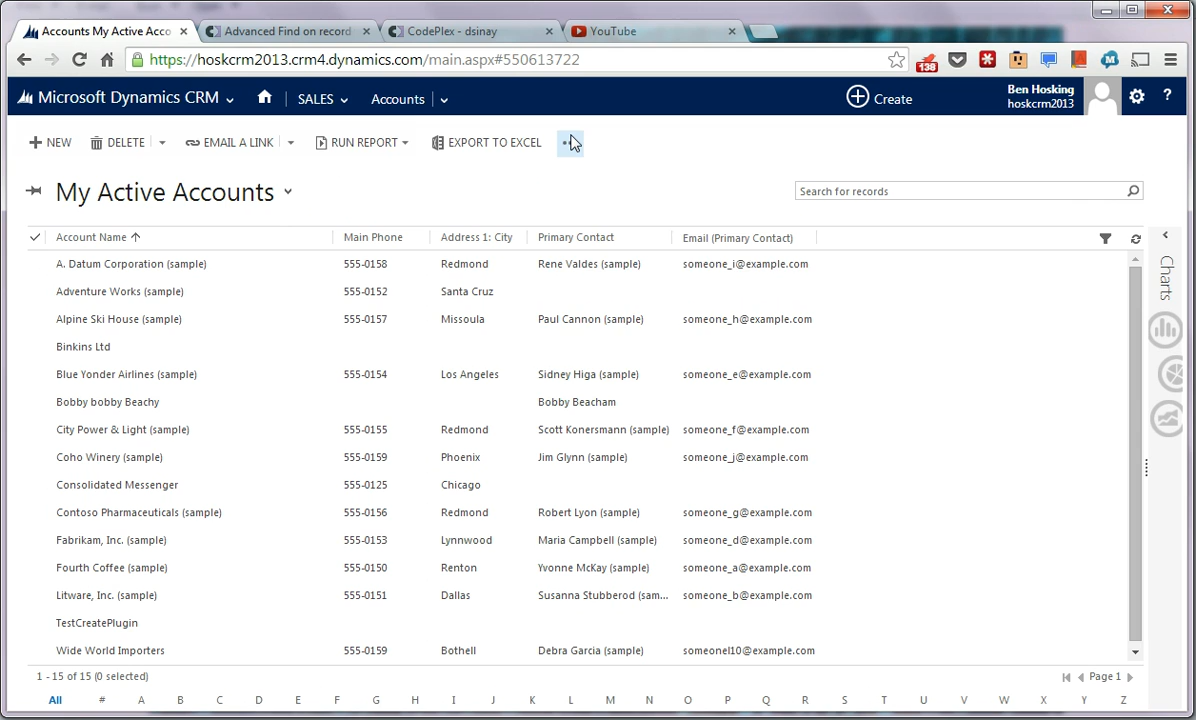 Accounts My Active Acco
Advanced Find on record
CodePlex - dsinay
YouTube
https://hoskcrm2013.crm4.dynamics.com/main.aspx#550613722
138
Microsoft Dynamics CRM
SALES
Accounts
Create
Ben Hosking
hoskcrm2013
?
NEW
DELETE
EMAIL A LINK
RUN REPORT
EXPORT TO EXCEL
My Active Accounts
Search for records
Account Name Main Phone Address 1: City Primary Contact Email (Primary Contact)
A. Datum Corporation (sample) 555-0158 Redmond Rene Valdes (sample) someone_i@example.com
Adventure Works (sample) 555-0152 Santa Cruz
Alpine Ski House (sample) 555-0157 Missoula Paul Cannon (sample) someone_h@example.com
Binkins Ltd
Blue Yonder Airlines (sample) 555-0154 Los Angeles Sidney Higa (sample) someone_e@example.com
Bobby bobby Beachy Bobby Beacham
City Power & Light (sample) 555-0155 Redmond Scott Konersmann (sample) someone_f@example.com
Coho Winery (sample) 555-0159 Phoenix Jim Glynn (sample) someone_j@example.com
Consolidated Messenger 555-0125 Chicago
Contoso Pharmaceuticals (sample) 555-0156 Redmond Robert Lyon (sample) someone_g@example.com
Fabrikam, Inc. (sample) 555-0153 Lynnwood Maria Campbell (sample) someone_d@example.com
Fourth Coffee (sample) 555-0150 Renton Yvonne McKay (sample) someone_a@example.com
Litware, Inc. (sample) 555-0151 Dallas Susanna Stubberod (sam... someone_b@example.com
TestCreatePlugin
Wide World Importers 555-0159 Bothell Debra Garcia (sample) someonel10@example.com
Charts
1 - 15 of 15 (0 selected)
Page 1
All # A B C D E F G H I J K L M N O P Q R S T U V W X Y Z